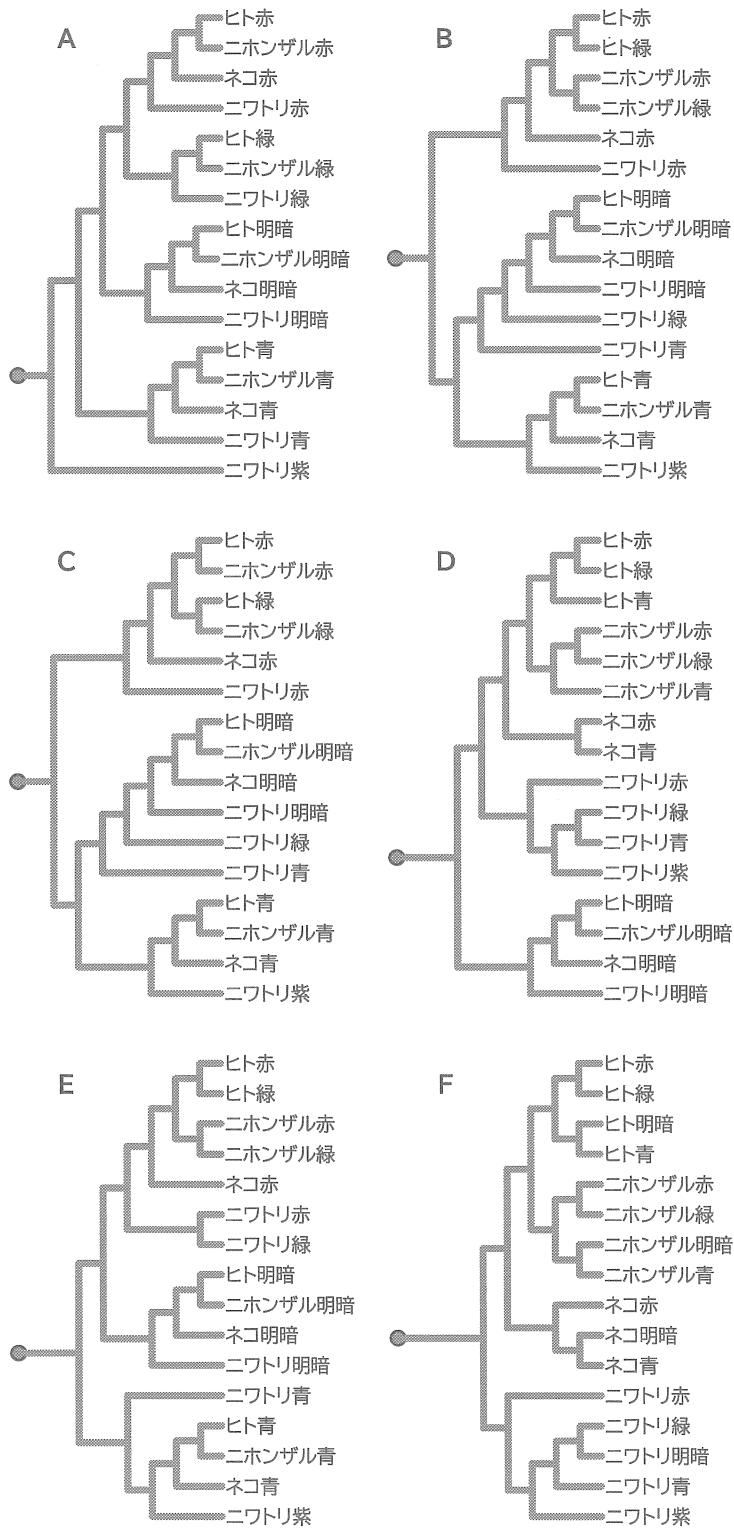 A
ヒト赤
ニホンザル赤
ネコ赤
ニワトリ赤
ヒト緑
ニホンザル緑
ニワトリ緑
ヒト明暗
ニホンザル明暗
ネコ明暗
ニワトリ明暗
ヒト青
ニホンザル青
ネコ青
ニワトリ青
ニワトリ紫
B
ヒト赤
ヒト緑
ニホンザル赤
ニホンザル緑
ネコ赤
ニワトリ赤
ヒト明暗
ニホンザル明暗
ネコ明暗
ニワトリ明暗
ニワトリ緑
ニワトリ青
ヒト青
ニホンザル青
ネコ青
ニワトリ紫
C
ヒト赤
ニホンザル赤
ヒト緑
ニホンザル緑
ネコ赤
ニワトリ赤
ヒト明暗
ニホンザル明暗
ネコ明暗
ニワトリ明暗
ニワトリ緑
ニワトリ青
ヒト青
ニホンザル青
ネコ青
ニワトリ紫
D
ヒト赤
ヒト緑
ヒト青
ニホンザル赤
ニホンザル緑
ニホンザル青
ネコ赤
ネコ青
ニワトリ赤
ニワトリ緑
ニワトリ青
ニワトリ紫
ヒト明暗
ニホンザル明暗
ネコ明暗
ニワトリ明暗
E
ヒト赤
ヒト緑
ニホンザル赤
ニホンザル緑
ネコ赤
ニワトリ赤
ニワトリ緑
ヒト明暗
ニホンザル明暗
ネコ明暗
ニワトリ明暗
ニワトリ青
ヒト青
ニホンザル青
ネコ青
ニワトリ紫
F
ヒト赤
ヒト緑
ヒト明暗
ヒト青
ニホンザル赤
ニホンザル緑
ニホンザル明暗
ニホンザル青
ネコ赤
ネコ明暗
ネコ青
ニワトリ赤
ニワトリ緑
ニワトリ明暗
ニワトリ青
ニワトリ紫